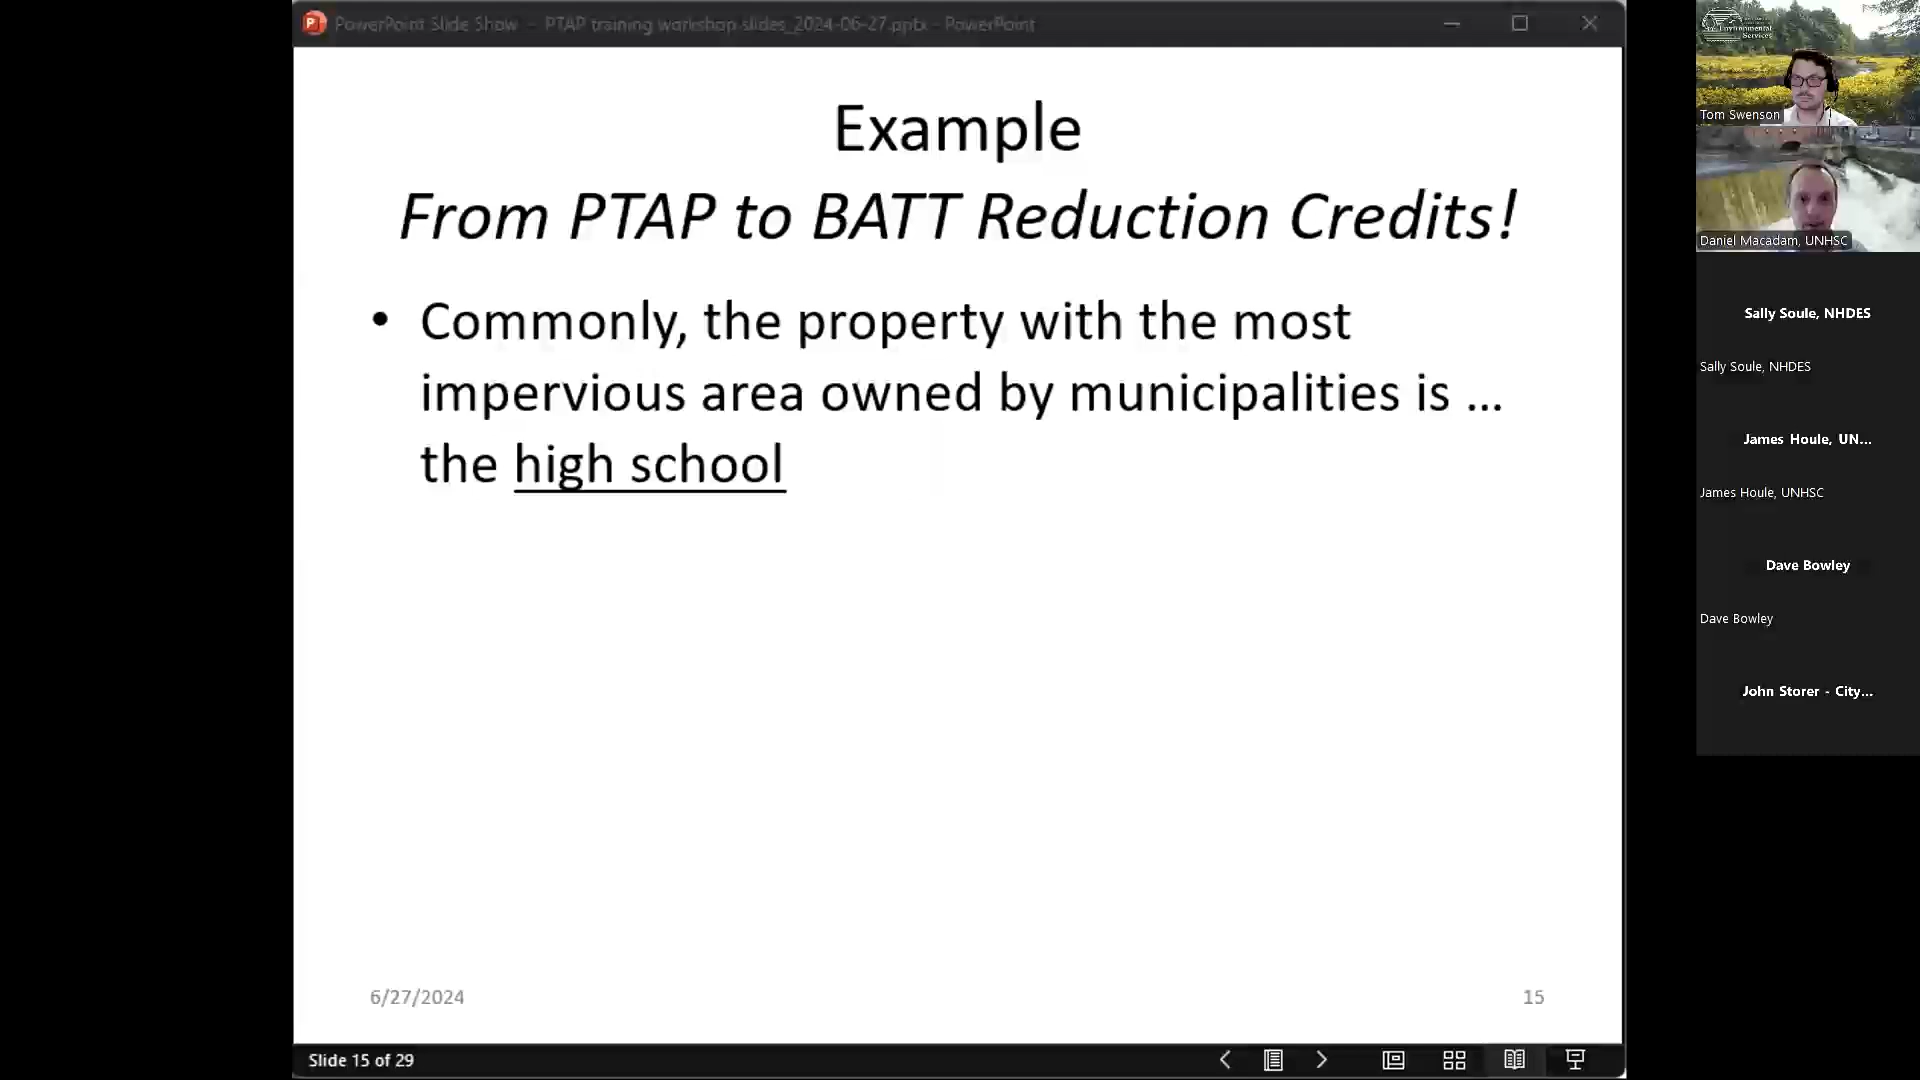 PowerPoint Slide Show - PTAP training workshop slides_2024-06-27.pptx - PowerPoint
Example
From PTAP to BATT Reduction Credits!
• Commonly, the property with the most
impervious area owned by municipalities is ...
the high school
6/27/2024
15
Slide 15 of 29
Environmental
Services
Tom Swenson
Daniel Macadam, UNHSC
Sally Soule, NHDES
Sally Soule, NHDES
James Houle, UN...
James Houle, UNHSC
Dave Bowley
Dave Bowley
John Storer - City...